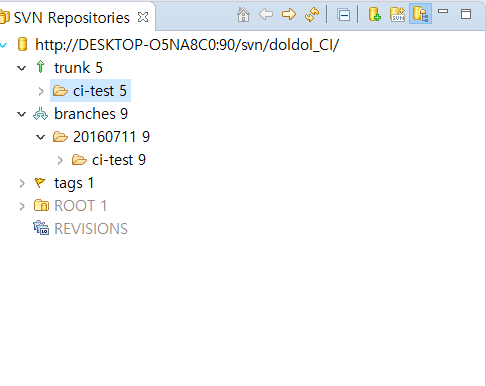 SVN Repositories
http://DESKTOP-O5NA8C0:90/svn/doldol_CI/
trunk 5
ci-test 5
branches 9
20160711 9
ci-test 9
tags 1
ROOT 1
REVISIONS